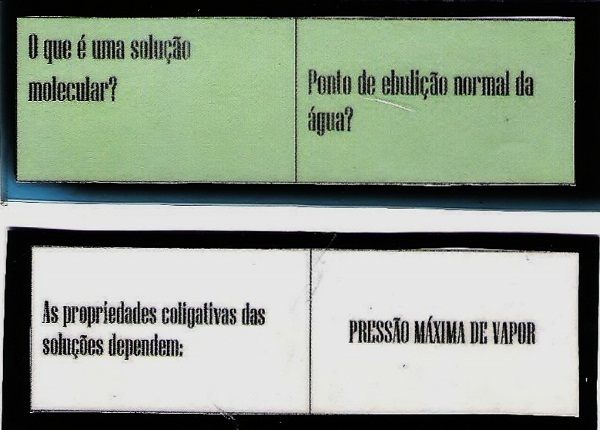 O que é uma solução
molecular?
Ponto de ebulição normal da
água?
As propriedades coligativas das
soluções dependem:
PRESSÃO MÁXIMA DE VAPOR